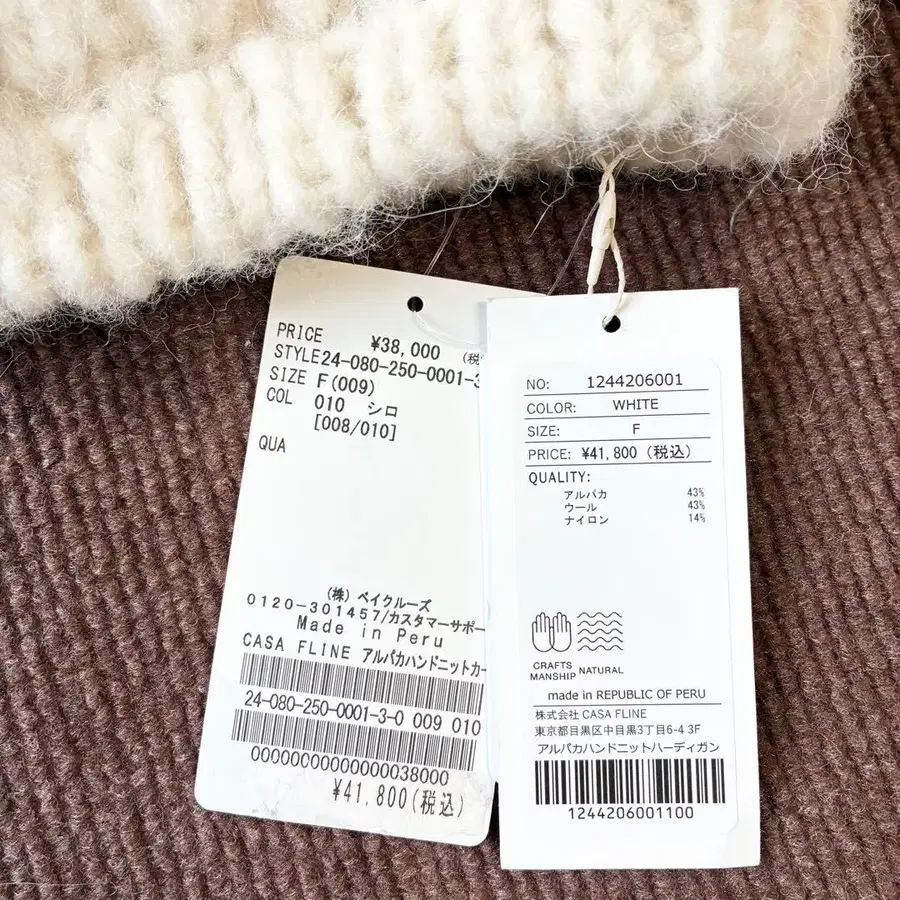 PRICE ¥38,000 (税
STYLE24-080-250-0001-3
SIZE F(009)
COL 010 シロ
[008/010]
QUA
(株) ベイクルーズ
0120-301457/カスタマーサポー
Made in Peru
CASA FLINE アルパカハンドニットカー
24-080-250-0001-3-0 009 010
00000000000000038000
¥41,800(税込)
NO: 1244206001
COLOR: WHITE
SIZE: F
PRICE: ¥41,800 (税込)
QUALITY:
アルパカ 43%
ウール 43%
ナイロン 14%
CRAFTS
MANSHIP NATURAL
made in REPUBLIC OF PERU
株式会社 CASA FLINE
東京都目黒区中目黒3丁目6-4 3F
アルパカハンドニットハーディガン
1244206001100